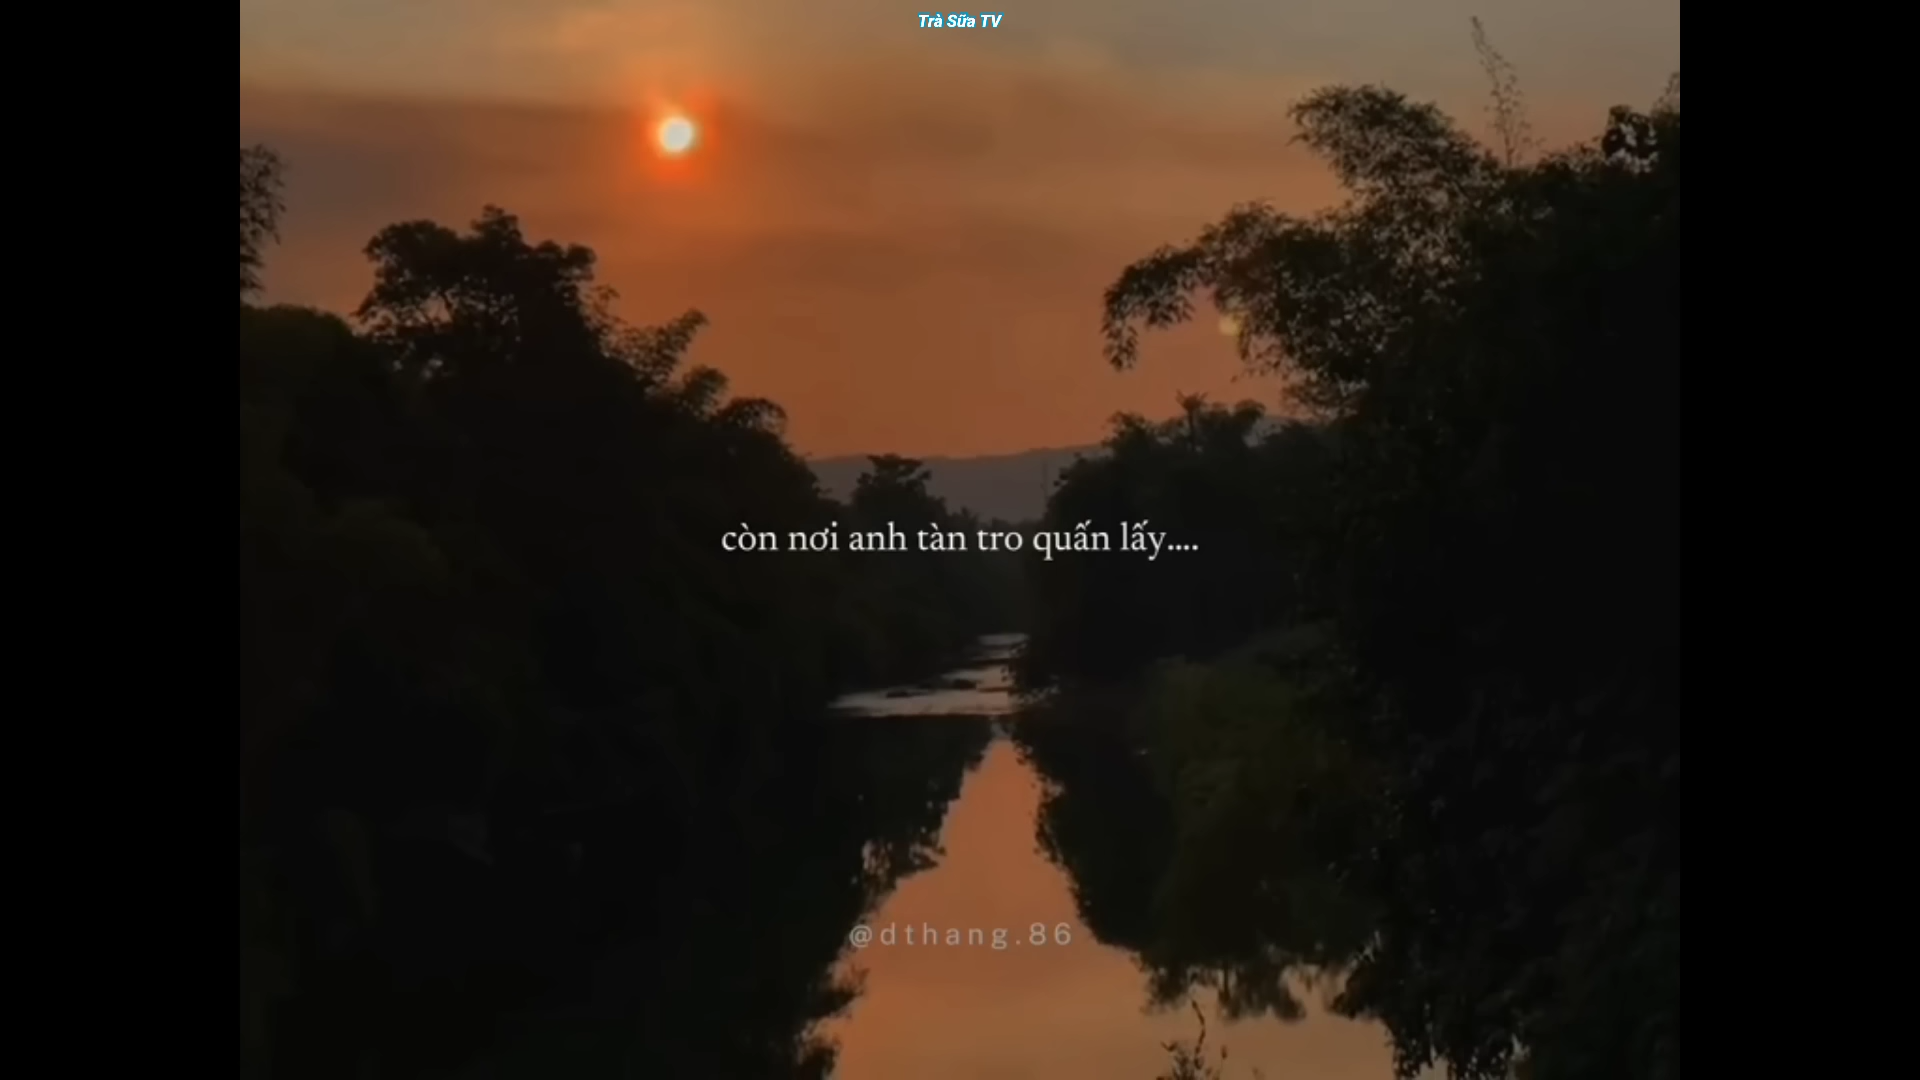 Trà Sữa TV
còn nơi anh tàn tro quấn lấy....
@dthang.86